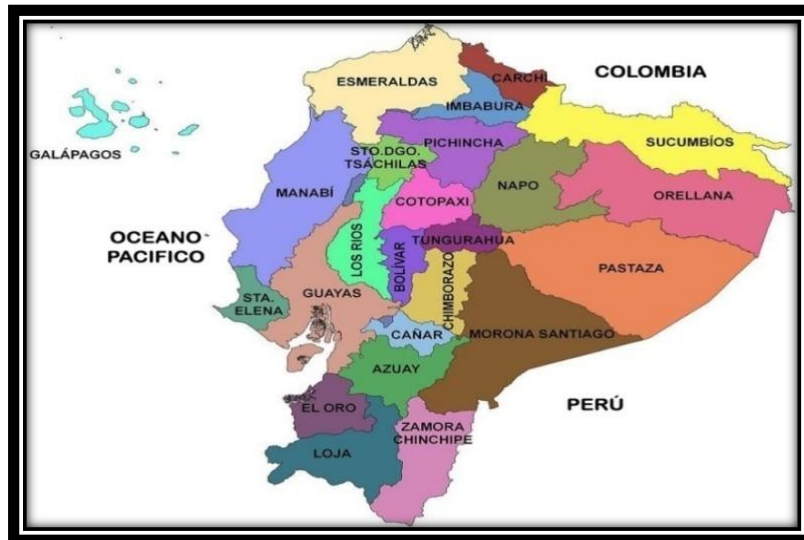 ESMERALDAS
CARCHI
COLOMBIA
IMBABURA
GALÁPAGOS
STO.DGO.
TSÁCHILAS
PICHINCHA
SUCUMBÍOS
MANABÍ
COTOPAXI
NAPO
ORELLANA
OCEANO
PACIFICO
LOS RIOS
BOLÍVAR
TUNGURAHUA
CHIMBORAZO
PASTAZA
STA.
ELENA
GUAYAS
CAÑAR
MORONA SANTIAGO
AZUAY
EL ORO
PERÚ
ZAMORA
CHINCHIPE
LOJA